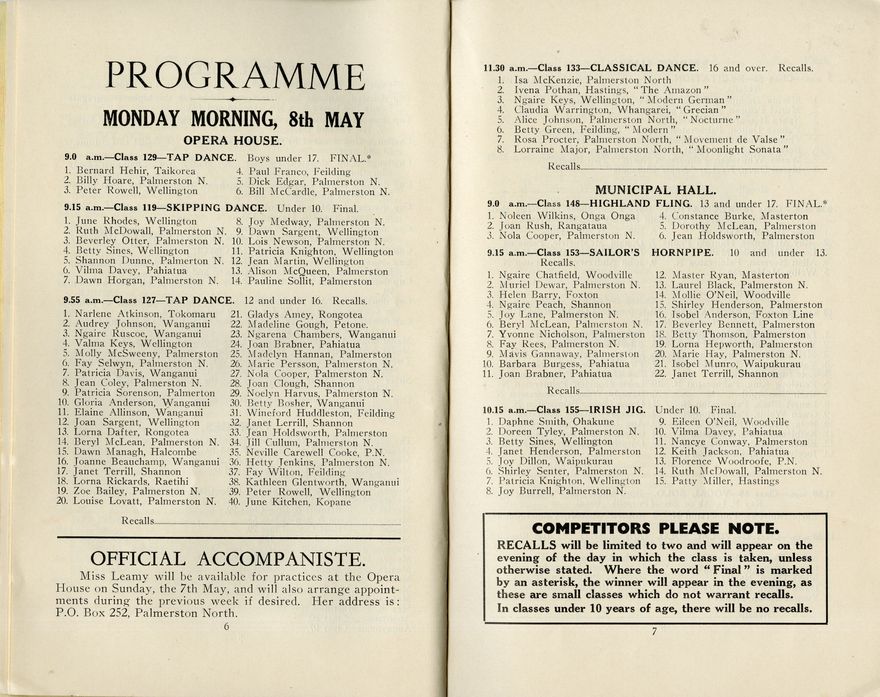 PROGRAMME
MONDAY MORNING, 8th MAY
OPERA HOUSE.
9.0 a.m.—Class 129—TAP DANCE. Boys under 17. FINAL.*
1. Bernard Hehir, Taikorea
2. Billy Hoare, Palmerston N.
3. Peter Rowell, Wellington
4. Paul Franco, Feilding
5. Dick Edgar, Palmerston N.
6. Bill McCardle, Palmerston N.
9.15 a.m.—Class 119—SKIPPING DANCE. Under 10. Final.
1. June Rhodes, Wellington
2. Ruth McDowall, Palmerston N.
3. Beverley Otter, Palmerston N.
4. Betty Sines, Wellington
5. Shannon Dunne, Palmerston N.
6. Vilma Davey, Pahiatua
7. Dawn Horgan, Palmerston N.
8. Joy Medway, Palmerston N.
9. Dawn Sargent, Wellington
10. Lois Newson, Palmerston N.
11. Patricia Knighton, Wellington
12. Jean Martin, Wellington
13. Alison McQueen, Palmerston
14. Pauline Sollit, Palmerston
9.55 a.m.—Class 127—TAP DANCE. 12 and under 16. Recalls.
1. Narlene Atkinson, Tokomaru
2. Audrey Johnson, Wanganui
3. Ngaire Ruscoe, Wanganui
4. Valma Keys, Wellington
5. Molly McSweeny, Palmerston
6. Fay Selwyn, Palmerston N.
7. Patricia Davis, Wanganui
8. Jean Coley, Palmerston N.
9. Patricia Sorenson, Palmerton
10. Gloria Anderson, Wanganui
11. Elaine Allinson, Wanganui
12. Joan Sargent, Wellington
13. Lorna Dafter, Rongotea
14. Beryl McLean, Palmerston N.
15. Dawn Managh, Halcombe
16. Joanne Beauchamp, Wanganui
17. Janet Terrill, Shannon
18. Lorna Rickards, Raetihi
19. Zoe Bailey, Palmerston N.
20. Louise Lovatt, Palmerston N.
21. Gladys Amey, Rongotea
22. Madeline Gough, Petone.
23. Ngarena Chambers, Wanganui
24. Joan Brabner, Pahiatua
25. Madelyn Hannan, Palmerston
26. Marie Persson, Palmerston N.
27. Nola Cooper, Palmerston N.
28. Joan Clough, Shannon
29. Noelyn Harvus, Palmerston N.
30. Betty Bosher, Wanganui
31. Wineford Huddleston, Feilding
32. Janet Lerrill, Shannon
33. Jean Holdsworth, Palmerston
34. Jill Cullum, Palmerston N.
35. Neville Carewell Cooke, P.N.
36. Hetty Jenkins, Palmerston N.
37. Fay Wilton, Feilding
38. Kathleen Glentworth, Wanganui
39. Peter Rowell, Wellington
40. June Kitchen, Kopane
Recalls
OFFICIAL ACCOMPANISTE.
Miss Leamy will be available for practices at the Opera
House on Sunday, the 7th May, and will also arrange appoint-
ments during the previous week if desired. Her address is:
P.O. Box 252, Palmerston North.
6
11.30 a.m.—Class 133—CLASSICAL DANCE. 16 and over. Recalls.
1. Isa McKenzie, Palmerston North
2. Ivena Pothan, Hastings, "The Amazon"
3. Ngaire Keys, Wellington, "Modern German"
4. Claudia Warrington, Whangarei, "Grecian"
5. Alice Johnson, Palmerston North, "Nocturne"
6. Betty Green, Feilding, "Modern"
7. Rosa Procter, Palmerston North, "Movement de Valse"
8. Lorraine Major, Palmerston North, "Moonlight Sonata"
Recalls
MUNICIPAL HALL.
9.0 a.m.—Class 148—HIGHLAND FLING. 13 and under 17. FINAL.*
1. Noleen Wilkins, Onga Onga
2. Joan Rush, Rangataua
3. Nola Cooper, Palmerston N.
4. Constance Burke, Masterton
5. Dorothy McLean, Palmerston
6. Jean Holdsworth, Palmerston
9.15 a.m.—Class 153—SAILOR'S HORNPIPE. 10 and under 13.
Recalls.
1. Ngaire Chatfield, Woodville
2. Muriel Dewar, Palmerston N.
3. Helen Barry, Foxton
4. Ngaire Peach, Shannon
5. Joy Lane, Palmerston N.
6. Beryl McLean, Palmerston N.
7. Yvonne Nicholson, Palmerston
8. Fay Rees, Palmerston N.
9. Mavis Gannaway, Palmerston
10. Barbara Burgess, Pahiatua
11. Joan Brabner, Pahiatua
12. Master Ryan, Masterton
13. Laurel Black, Palmerston N.
14. Mollie O'Neil, Woodville
15. Shirley Henderson, Palmerston
16. Isobel Anderson, Foxton Line
17. Beverley Bennett, Palmerston
18. Betty Thomson, Palmerston
19. Lorna Hepworth, Palmerston
20. Marie Hay, Palmerston N.
21. Isobel Munro, Waipukurau
22. Janet Terrill, Shannon
Recalls
10.15 a.m.—Class 155—IRISH JIG. Under 10. Final.
1. Daphne Smith, Ohakune
2. Doreen Tyley, Palmerston N.
3. Betty Sines, Wellington
4. Janet Henderson, Palmerston
5. Joy Dillon, Waipukurau
6. Shirley Senter, Palmerston N.
7. Patricia Knighton, Wellington
8. Joy Burrell, Palmerston N.
9. Eileen O'Neil, Woodville
10. Vilma Davey, Pahiatua
11. Nancye Conway, Palmerston
12. Keith Jackson, Pahiatua
13. Florence Woodroofe, P.N.
14. Ruth McDowall, Palmerston N.
15. Patty Miller, Hastings
COMPETITORS PLEASE NOTE.
RECALLS will be limited to two and will appear on the
evening of the day in which the class is taken, unless
otherwise stated. Where the word "Final" is marked
by an asterisk, the winner will appear in the evening, as
these are small classes which do not warrant recalls.
In classes under 10 years of age, there will be no recalls.
7